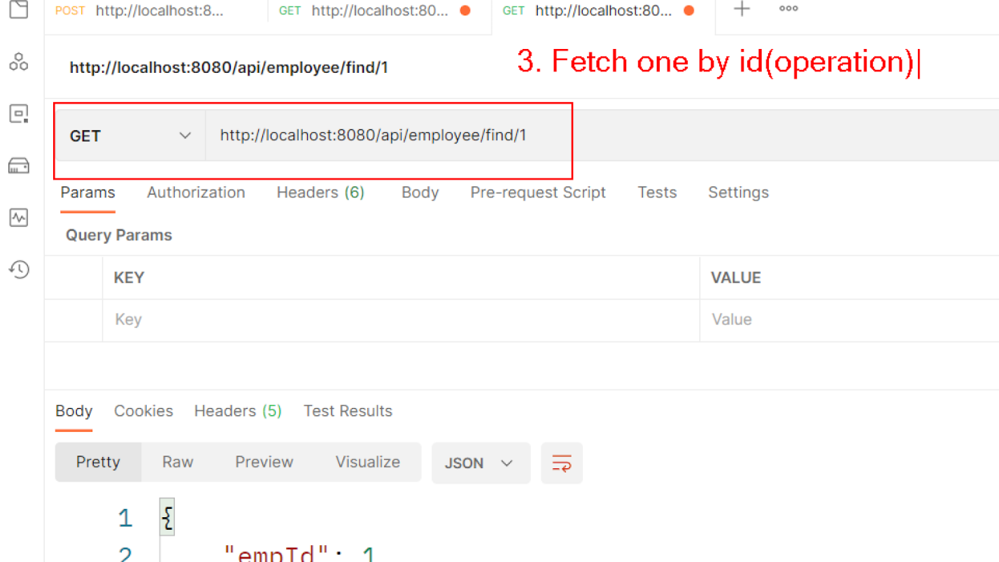 POST http://localhost:8... GET http://localhost:80... GET http://localhost:80...
http://localhost:8080/api/employee/find/1
3. Fetch one by id(operation)|
GET http://localhost:8080/api/employee/find/1
Params Authorization Headers (6) Body Pre-request Script Tests Settings
Query Params
KEY VALUE
Key Value
Body Cookies Headers (5) Test Results
Pretty Raw Preview Visualize JSON
1 {
2 "empId": 1